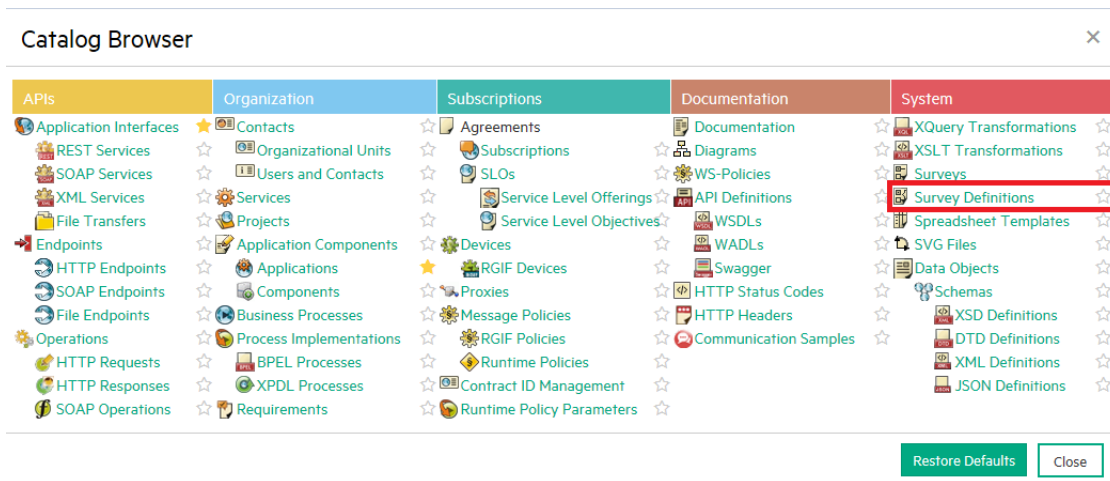 Catalog Browser
APIs
Application Interfaces
REST Services
SOAP Services
XML Services
File Transfers
Endpoints
HTTP Endpoints
SOAP Endpoints
File Endpoints
Operations
HTTP Requests
HTTP Responses
SOAP Operations
Organization
Contacts
Organizational Units
Users and Contacts
Services
Projects
Application Components
Applications
Components
Business Processes
Process Implementations
BPEL Processes
XPDL Processes
Requirements
Subscriptions
Agreements
Subscriptions
SLOs
Service Level Offerings
Service Level Objectives
Devices
RGIF Devices
Proxies
Message Policies
RGIF Policies
Runtime Policies
Contract ID Management
Runtime Policy Parameters
Documentation
Documentation
Diagrams
WS-Policies
API Definitions
WSDLs
WADLs
Swagger
HTTP Status Codes
HTTP Headers
Communication Samples
System
XQuery Transformations
XSLT Transformations
Surveys
Survey Definitions
Spreadsheet Templates
SVG Files
Data Objects
Schemas
XSD Definitions
DTD Definitions
XML Definitions
JSON Definitions
Restore Defaults
Close